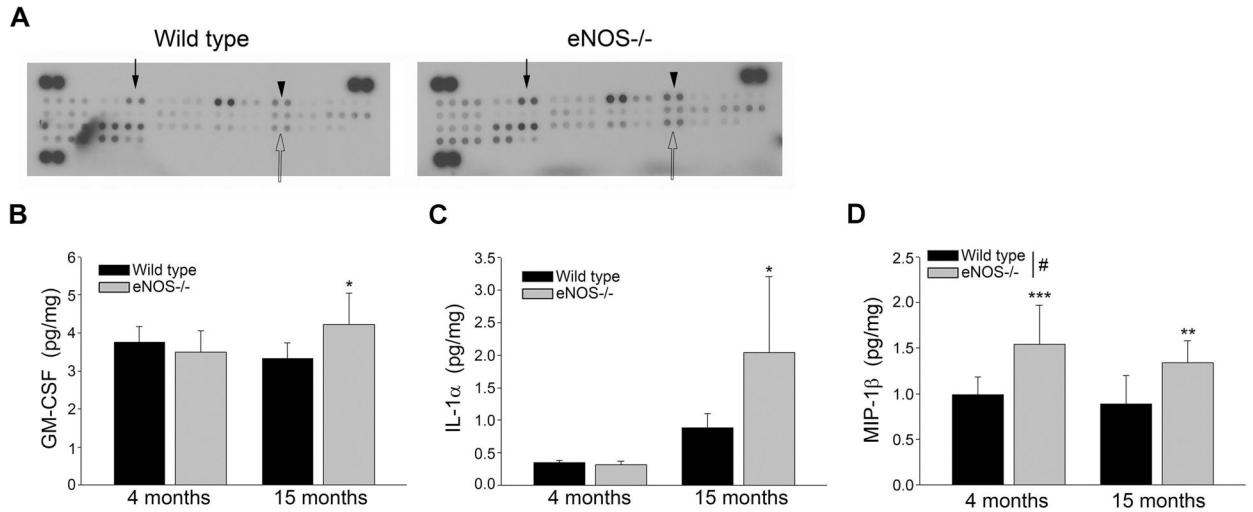 A
Wild type
eNOS-/-
B
GM-CSF (pg/mg)
6
5
4
3
2
1
0
Wild type
eNOS-/-
*
4 months
15 months
C
IL-1α (pg/mg)
3.5
3.0
2.5
2.0
1.5
1.0
0.5
0.0
Wild type
eNOS-/-
*
4 months
15 months
D
MIP-1β (pg/mg)
2.5
2.0
1.5
1.0
0.5
0.0
Wild type
eNOS-/-
#
***
**
4 months
15 months